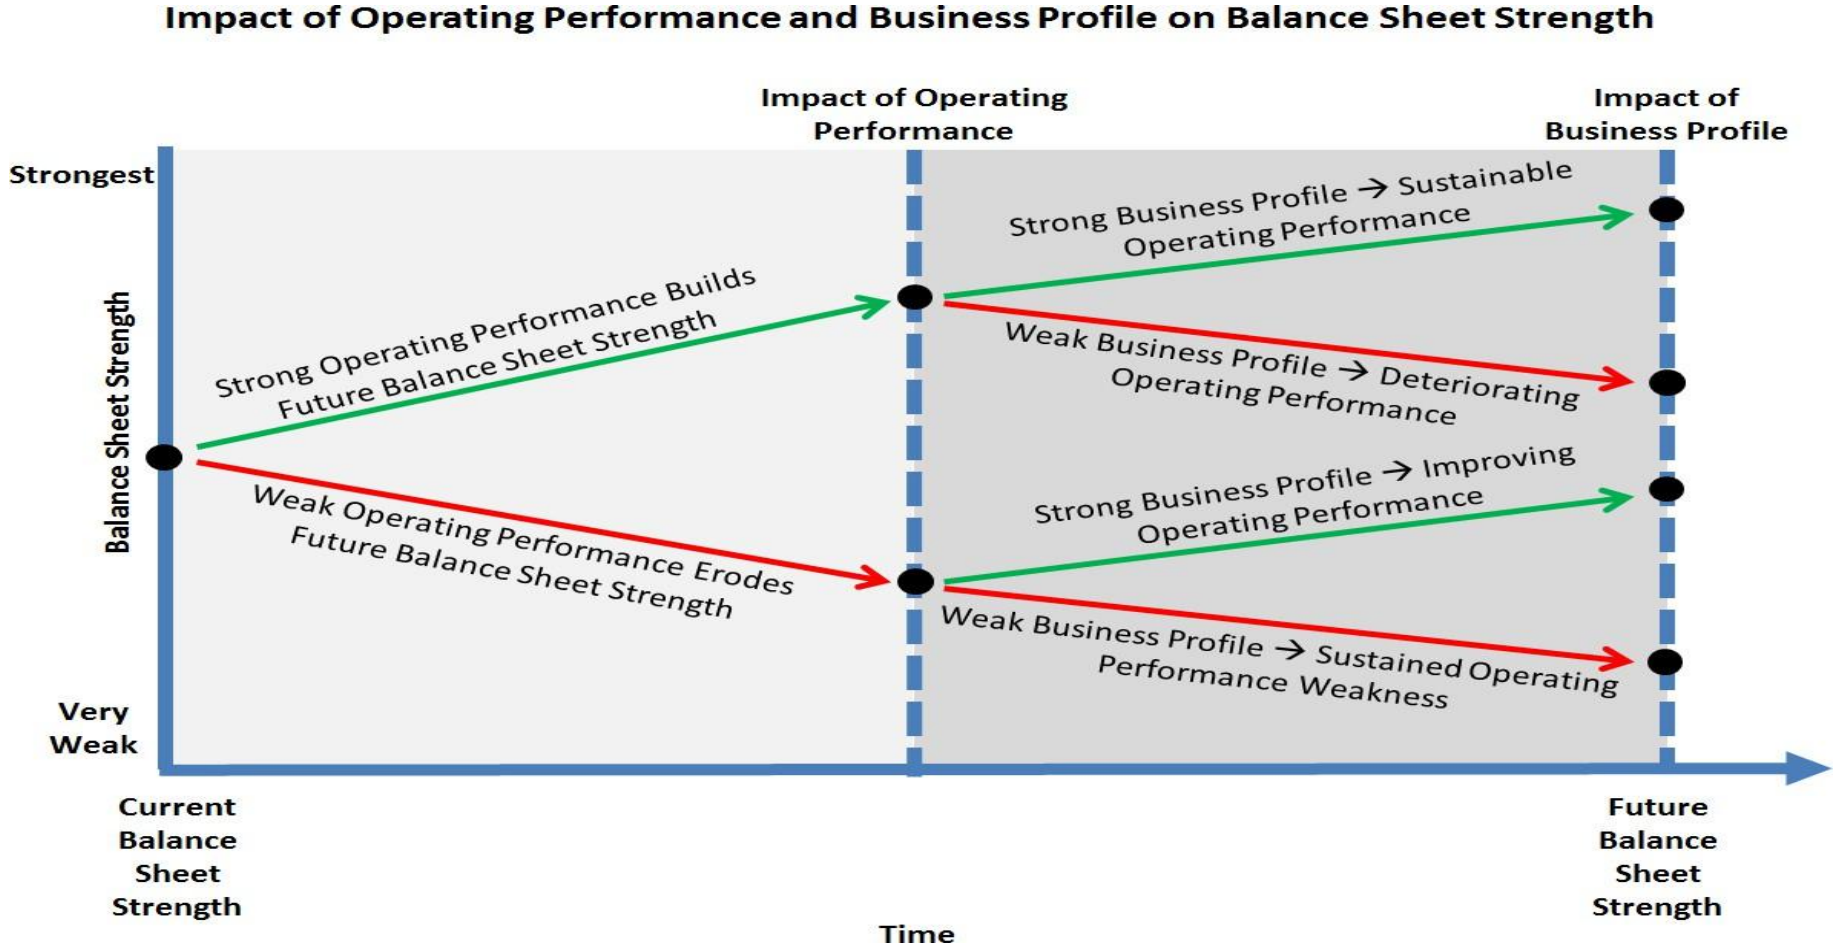 Impact of Operating Performance and Business Profile on Balance Sheet Strength
Impact of Operating
Performance
Impact of
Business Profile
Strongest
Balance Sheet Strength
Very
Weak
Strong Operating Performance Builds
Future Balance Sheet Strength
Weak Operating Performance Erodes
Future Balance Sheet Strength
Strong Business Profile → Sustainable
Operating Performance
Weak Business Profile → Deteriorating
Operating Performance
Strong Business Profile → Improving
Operating Performance
Weak Business Profile → Sustained Operating
Performance Weakness
Current
Balance
Sheet
Strength
Future
Balance
Sheet
Strength
Time